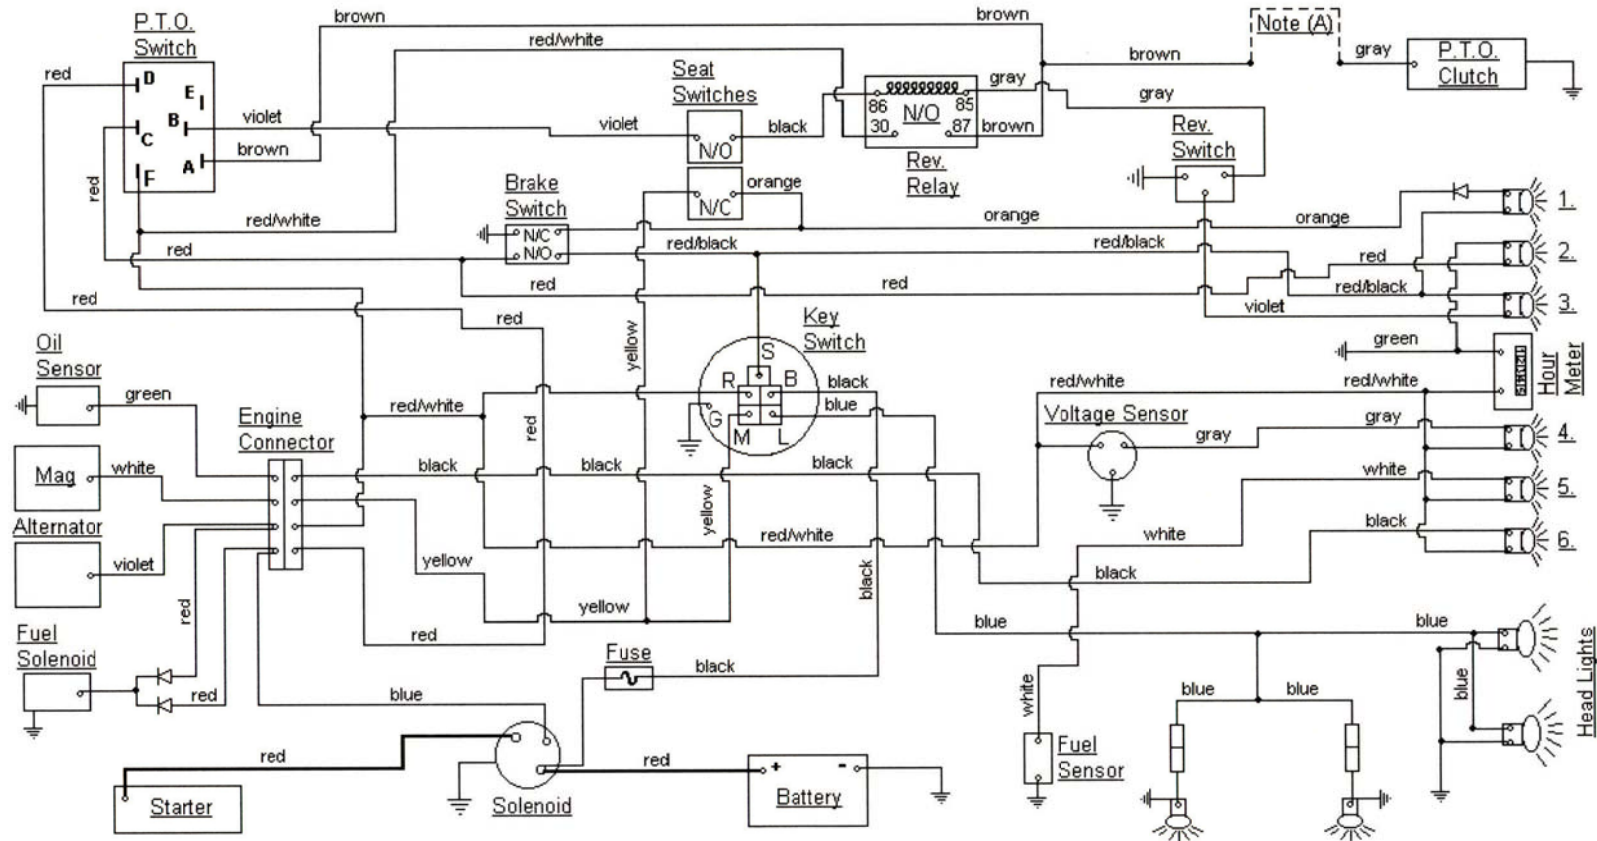 brown
brown
P.T.O.
Switch
red/white
Note (A)
brown
gray
P.T.O.
Clutch
red
D
E
B
C
A
F
violet
brown
Seat
Switches
violet
N/O
black
86
85
N/O
30
87
gray
brown
Rev.
Relay
gray
Rev.
Switch
red
Brake
Switch
N/C
orange
N/C
N/O
red/white
red
red/black
orange
orange
red/black
1.
2.
3.
red
red
red
red/black
violet
red
red
yellow
Key
Switch
S
R
B
G
M
L
black
blue
green
Hour
Meter
Oil
Sensor
green
Engine
Connector
red/white
red
red/white
red/white
Voltage Sensor
gray
gray
4.
Mag
white
black
black
black
white
5.
Alternator
violet
yellow
red/white
white
black
6.
yellow
black
black
red
yellow
red
blue
blue
Fuel
Solenoid
red
blue
Fuse
black
white
blue
blue
blue
Head Lights
red
Starter
Solenoid
red
+
-
Battery
Fuel
Sensor